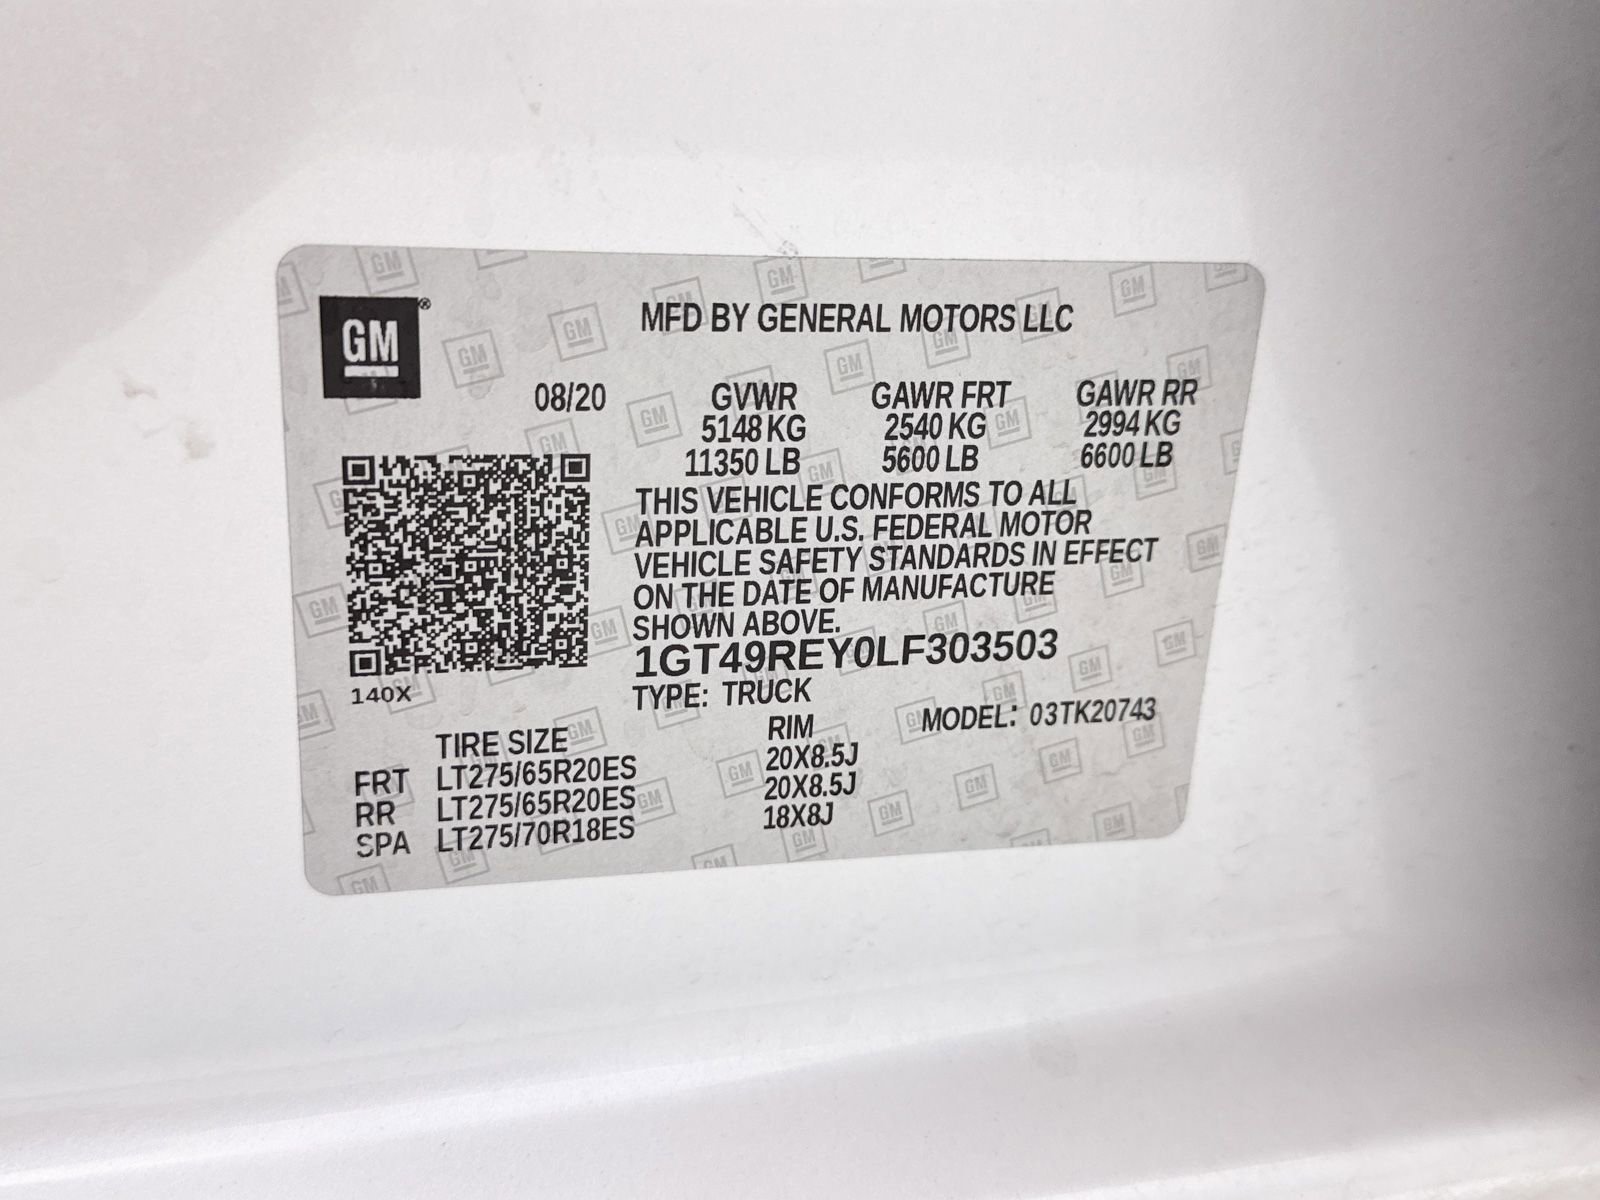 GM®
MFD BY GENERAL MOTORS LLC
08/20 GVWR GAWR FRT GAWR RR
5148 KG 2540 KG 2994 KG
11350 LB 5600 LB 6600 LB
THIS VEHICLE CONFORMS TO ALL
APPLICABLE U.S. FEDERAL MOTOR
VEHICLE SAFETY STANDARDS IN EFFECT
ON THE DATE OF MANUFACTURE
SHOWN ABOVE.
1GT49REY0LF303503
140X
TYPE: TRUCK
MODEL: 03TK20743
TIRE SIZE RIM
FRT LT275/65R20ES 20X8.5J
RR LT275/65R20ES 20X8.5J
SPA LT275/70R18ES 18X8J